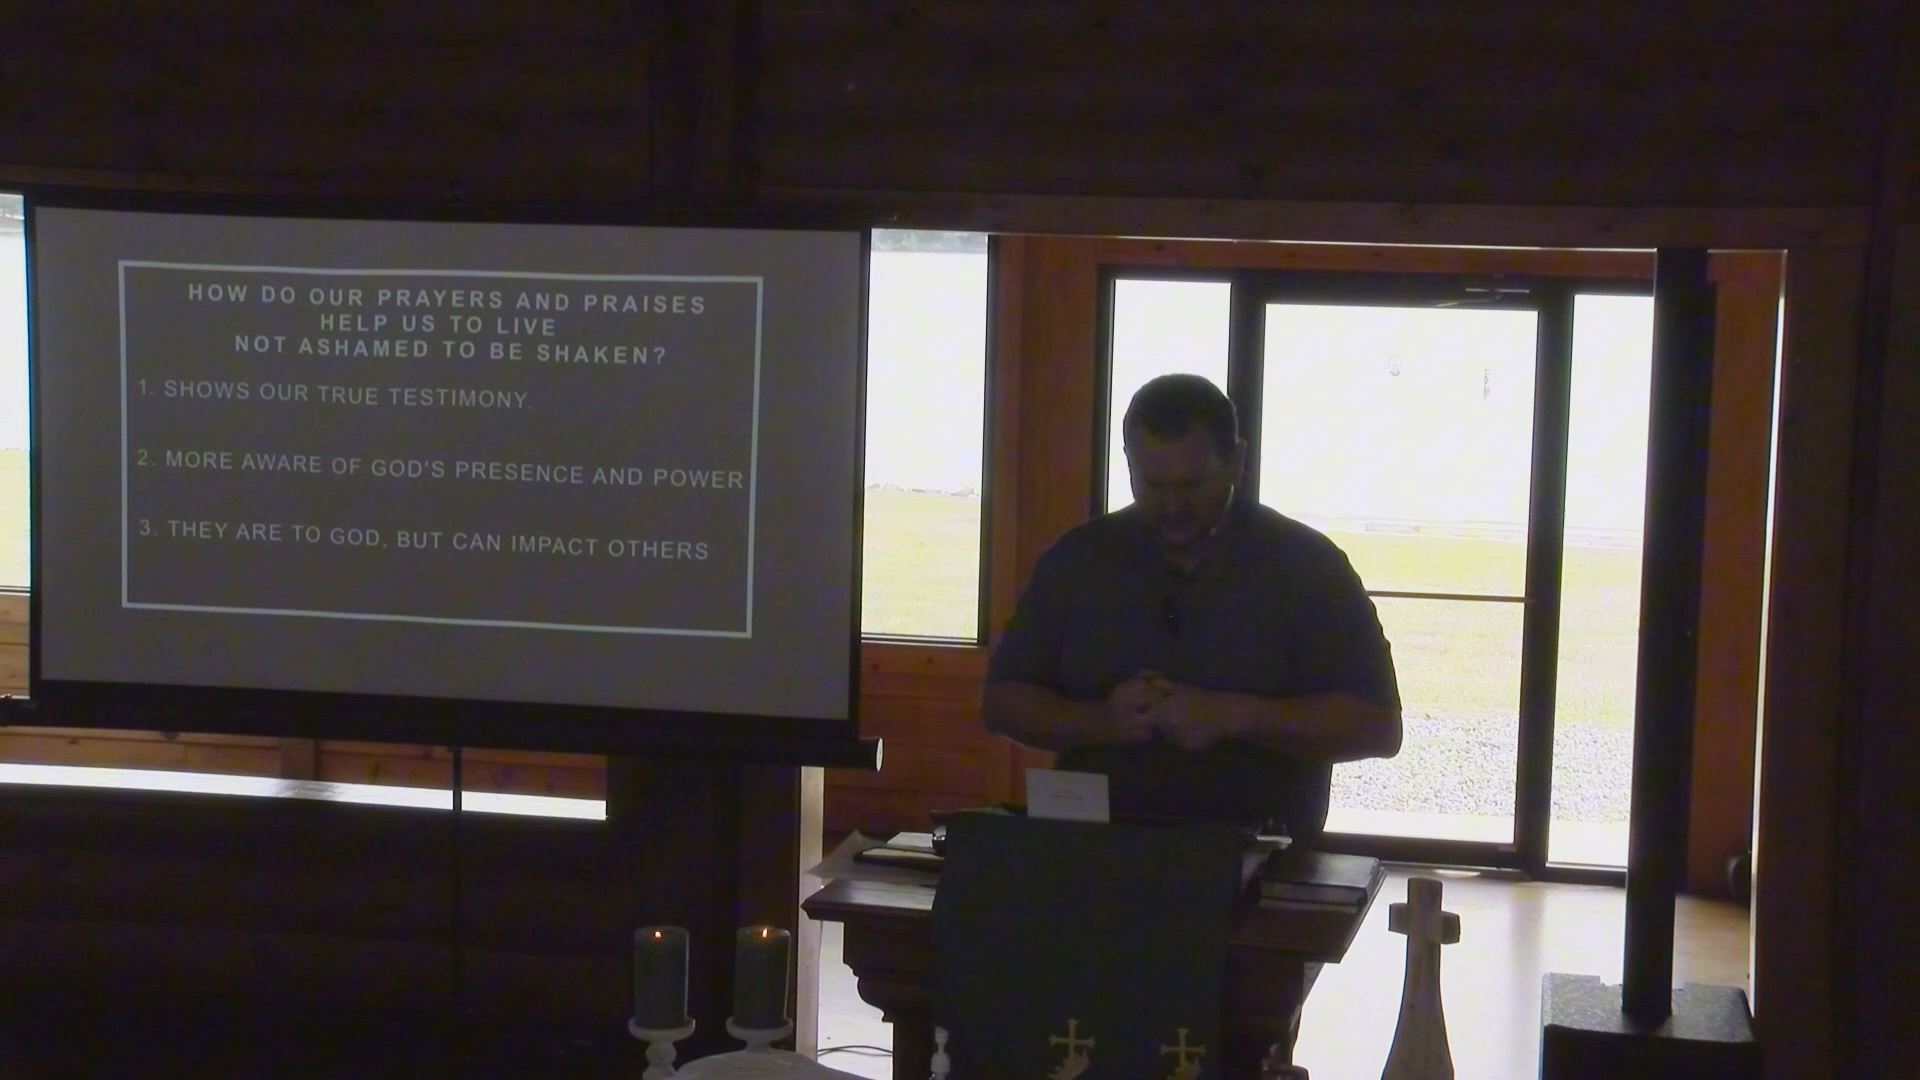 HOW DO OUR PRAYERS AND PRAISES
HELP US TO LIVE
NOT ASHAMED TO BE SHAKEN?
1. SHOWS OUR TRUE TESTIMONY.
2. MORE AWARE OF GOD'S PRESENCE AND POWER
3. THEY ARE TO GOD, BUT CAN IMPACT OTHERS